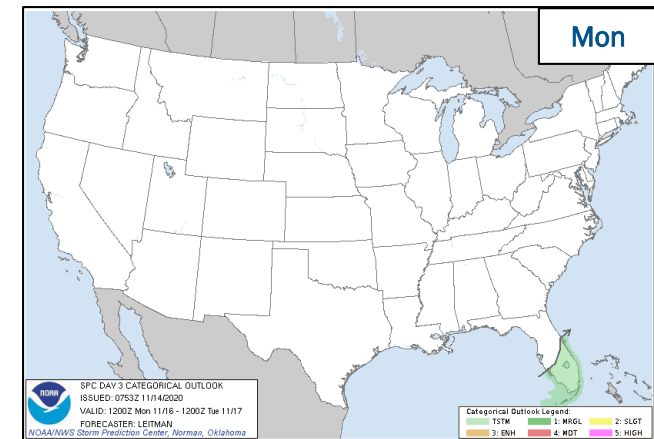 Mon
NOAA
SPC DAY 3 CATEGORICAL OUTLOOK
ISSUED: 0753Z 11/14/2020
VALID: 1200Z Mon 11/16 - 1200Z Tue 11/17
FORECASTER: LEITMAN
NOAA/NWS Storm Prediction Center, Norman, Oklahoma
Categorical Outlook Legend:
TSTM 1: MRGL 2: SLGT
3: ENH 4: MDT 5: HIGH